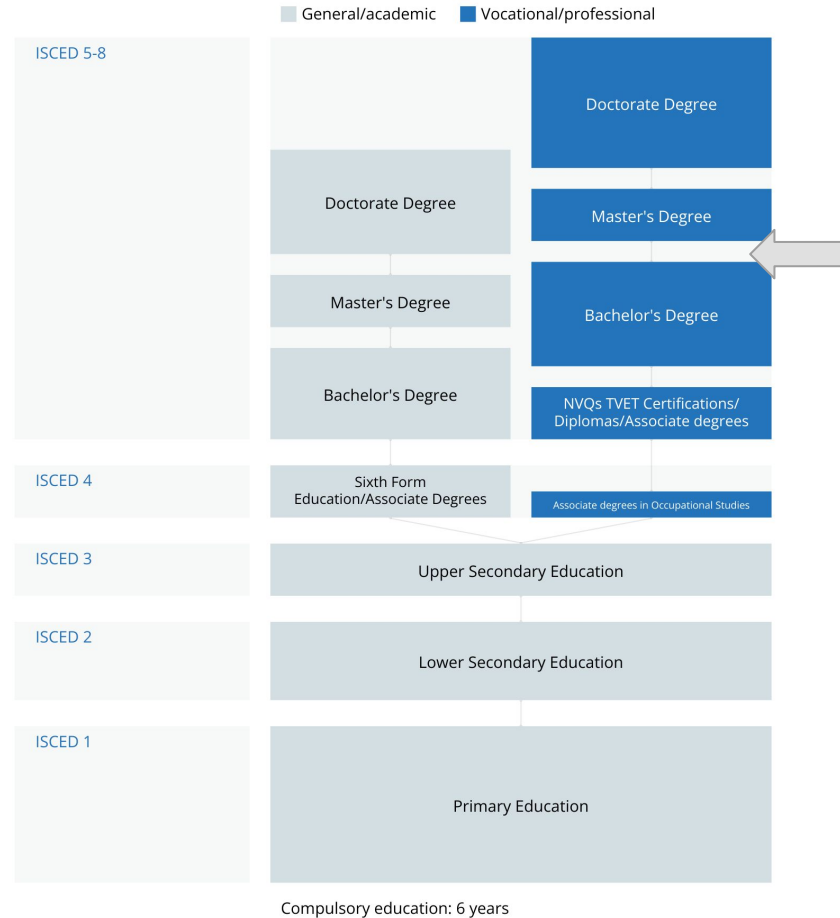 General/academic
Vocational/professional
ISCED 5-8
Doctorate Degree
Master's Degree
Bachelor's Degree
NVQs TVET Certifications/
Diplomas/Associate degrees
Doctorate Degree
Master's Degree
Bachelor's Degree
ISCED 4
Sixth Form
Education/Associate Degrees
Associate degrees in Occupational Studies
ISCED 3
Upper Secondary Education
ISCED 2
Lower Secondary Education
ISCED 1
Primary Education
Compulsory education: 6 years